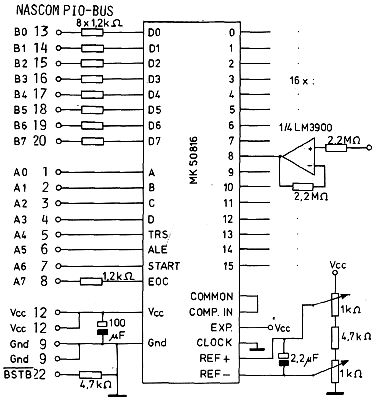 NASCOM PIO-BUS
8 x 1,2kΩ
B0 13 D0 0
B1 14 D1 1
B2 15 D2 2
B3 16 D3 3 16 x :
B4 17 D4 4
B5 18 D5 5
B6 19 D6 6 1/4 LM3900
B7 20 D7 7 + 2,2MΩ
MK 50816
8 -
A0 1 A 9
A1 2 B 10 2,2MΩ
A2 3 C 11
A3 4 D 12
A4 5 TRS 13
A5 6 ALE 14
A6 7 START 15 Vcc
A7 8 1,2kΩ EOC
COMMON 1kΩ
Vcc 12 100 µF Vcc COMP. IN
Vcc 12 EXP. Vcc
Gnd 9 Gnd CLOCK 4,7kΩ
Gnd 9 REF+ 2,2µF
BSTB 22 4,7kΩ REF- 1kΩ